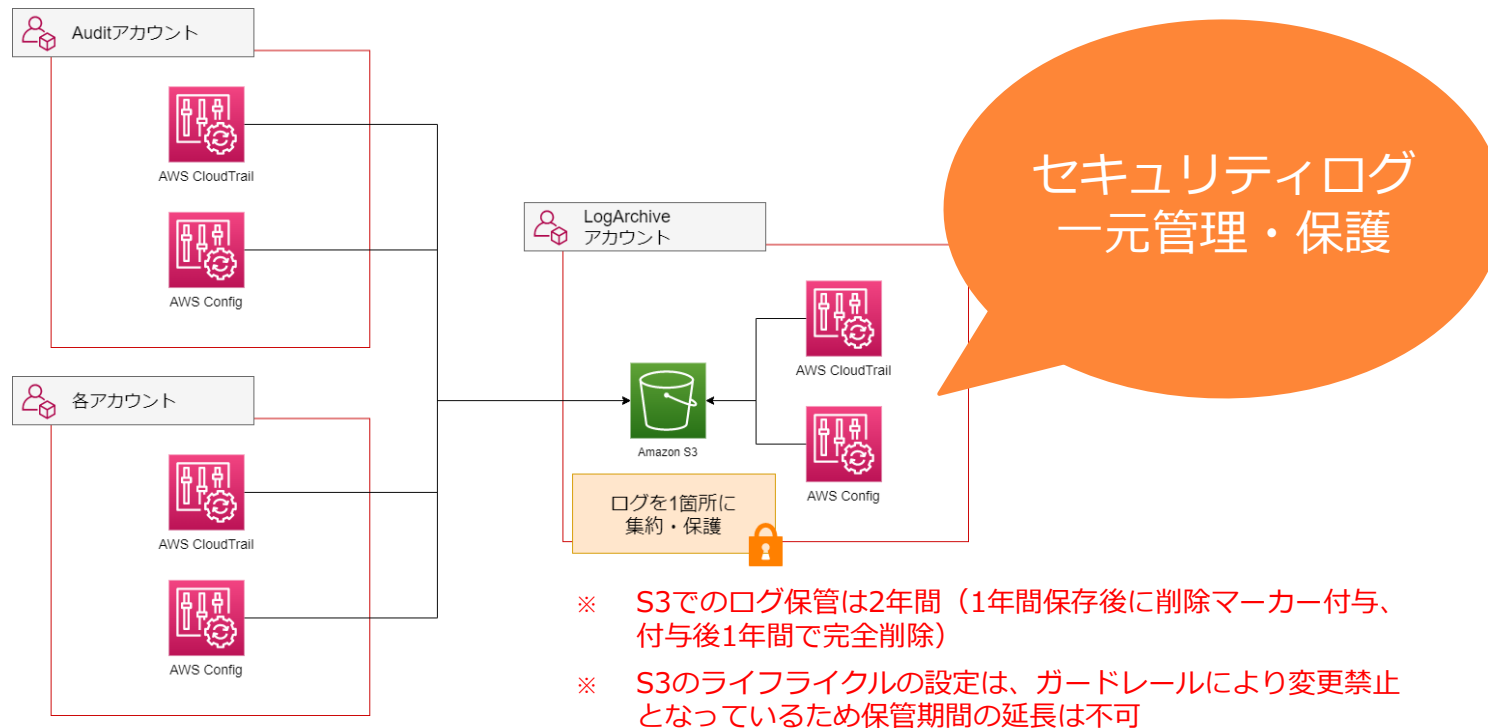 Auditアカウント
AWS CloudTrail
AWS Config
各アカウント
AWS CloudTrail
AWS Config
LogArchive
アカウント
Amazon S3
AWS CloudTrail
AWS Config
ログを1箇所に
集約・保護
セキュリティログ
一元管理・保護
※ S3でのログ保管は2年間（1年間保存後に削除マーカー付与、
付与後1年間で完全削除）
※ S3のライフライクルの設定は、ガードレールにより変更禁止
となっているため保管期間の延長は不可